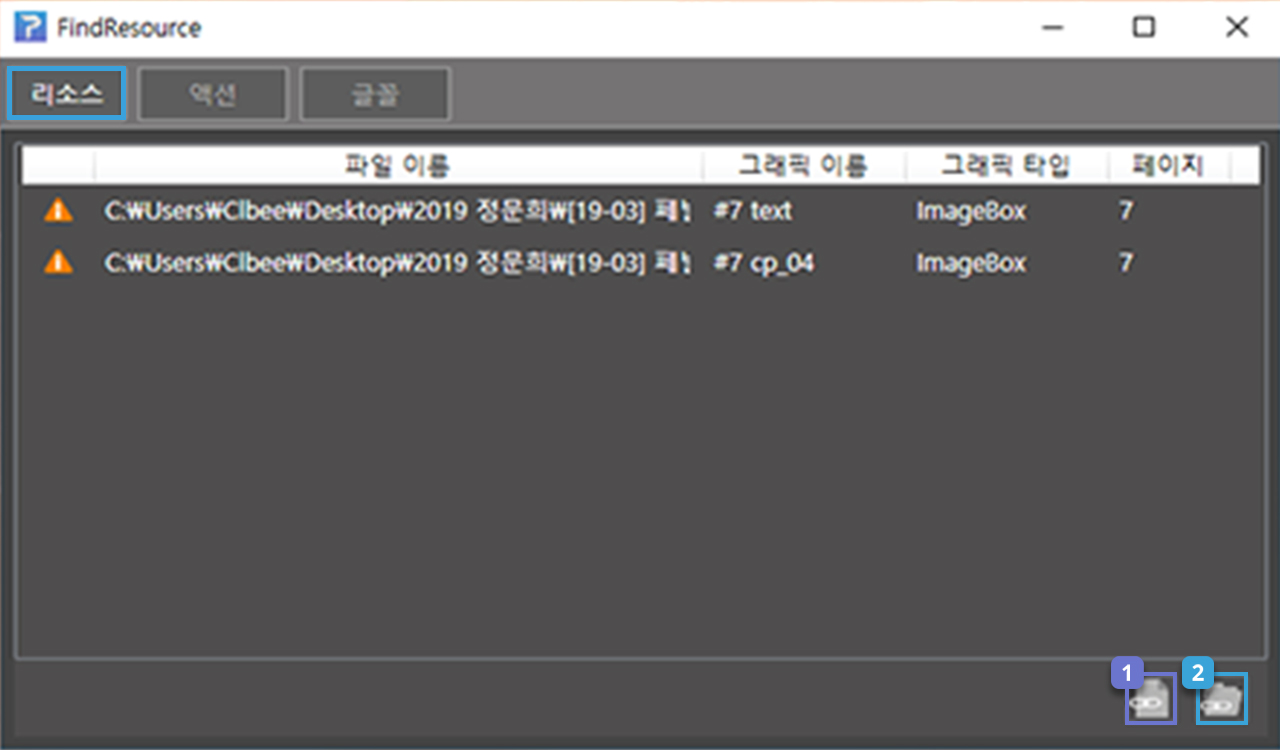 FindResource
리소스 액션 글꼴
파일 이름 그래픽 이름 그래픽 타입 페이지
C:₩Users₩Clbee₩Desktop₩2019 정문희₩[19-03] #7 text ImageBox 7
C:₩Users₩Clbee₩Desktop₩2019 정문희₩[19-03] #7 cp_04 ImageBox 7
1 2